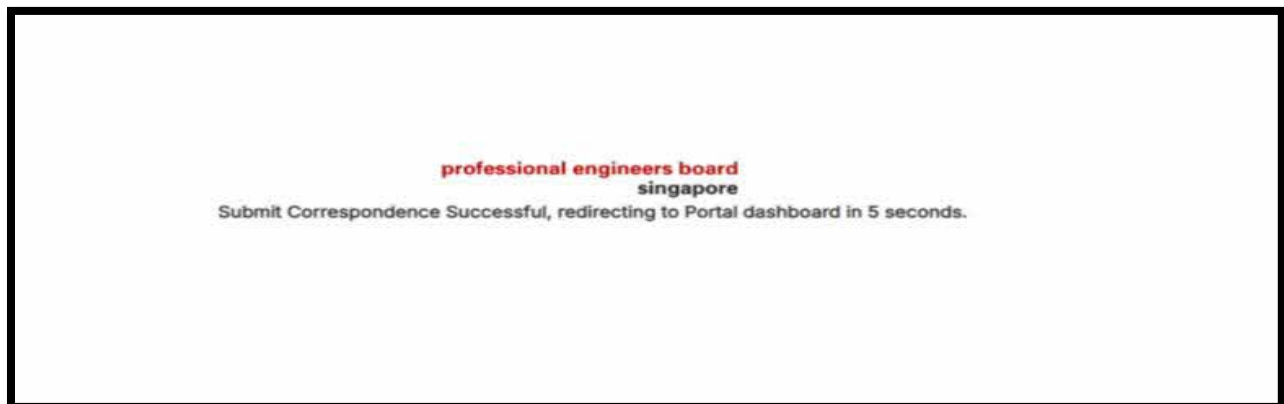 professional engineers board
singapore
Submit Correspondence Successful, redirecting to Portal dashboard in 5 seconds.